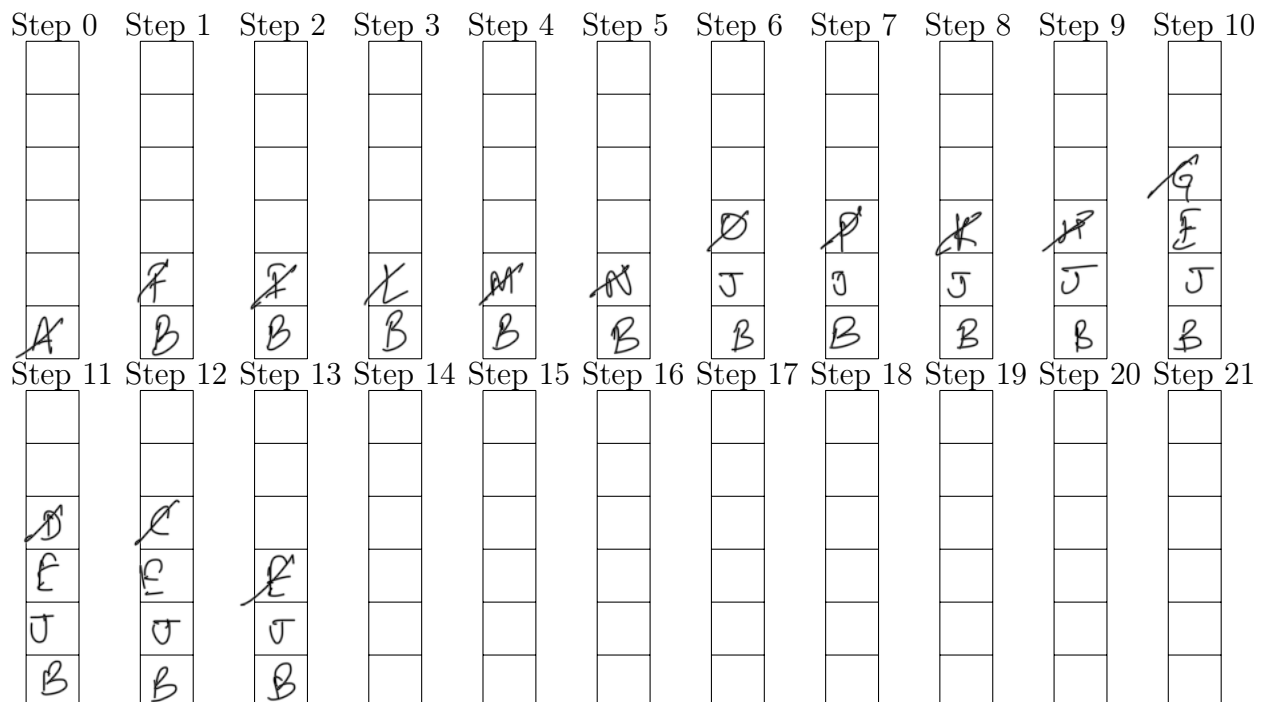 Step 0 Step 1 Step 2 Step 3 Step 4 Step 5 Step 6 Step 7 Step 8 Step 9 Step 10
G
O P K H E
F I L M N J J J J J
A B B B B B B B B B B
Step 11 Step 12 Step 13 Step 14 Step 15 Step 16 Step 17 Step 18 Step 19 Step 20 Step 21
D C
E E E
J J J
B B B